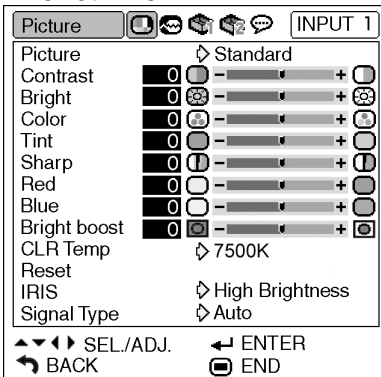 Picture INPUT 1
Picture Standard
Contrast 0 - +
Bright 0 - +
Color 0 - +
Tint 0 - +
Sharp 0 - +
Red 0 - +
Blue 0 - +
Bright boost 0 - +
CLR Temp 7500K
Reset
IRIS High Brightness
Signal Type Auto
SEL./ADJ. ENTER
BACK END